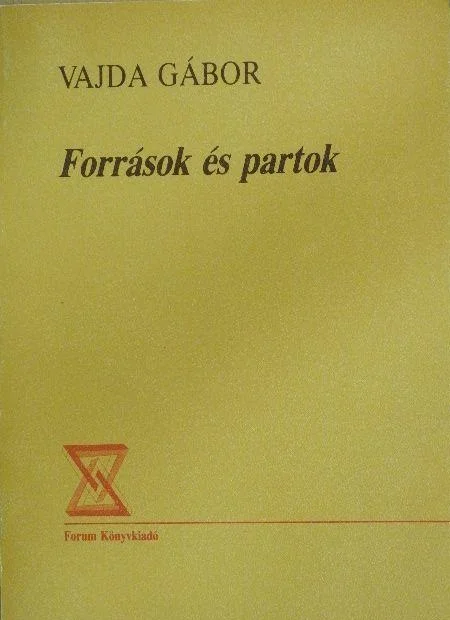 VAJDA GÁBOR
Források és partok
Forum Könyvkiadó